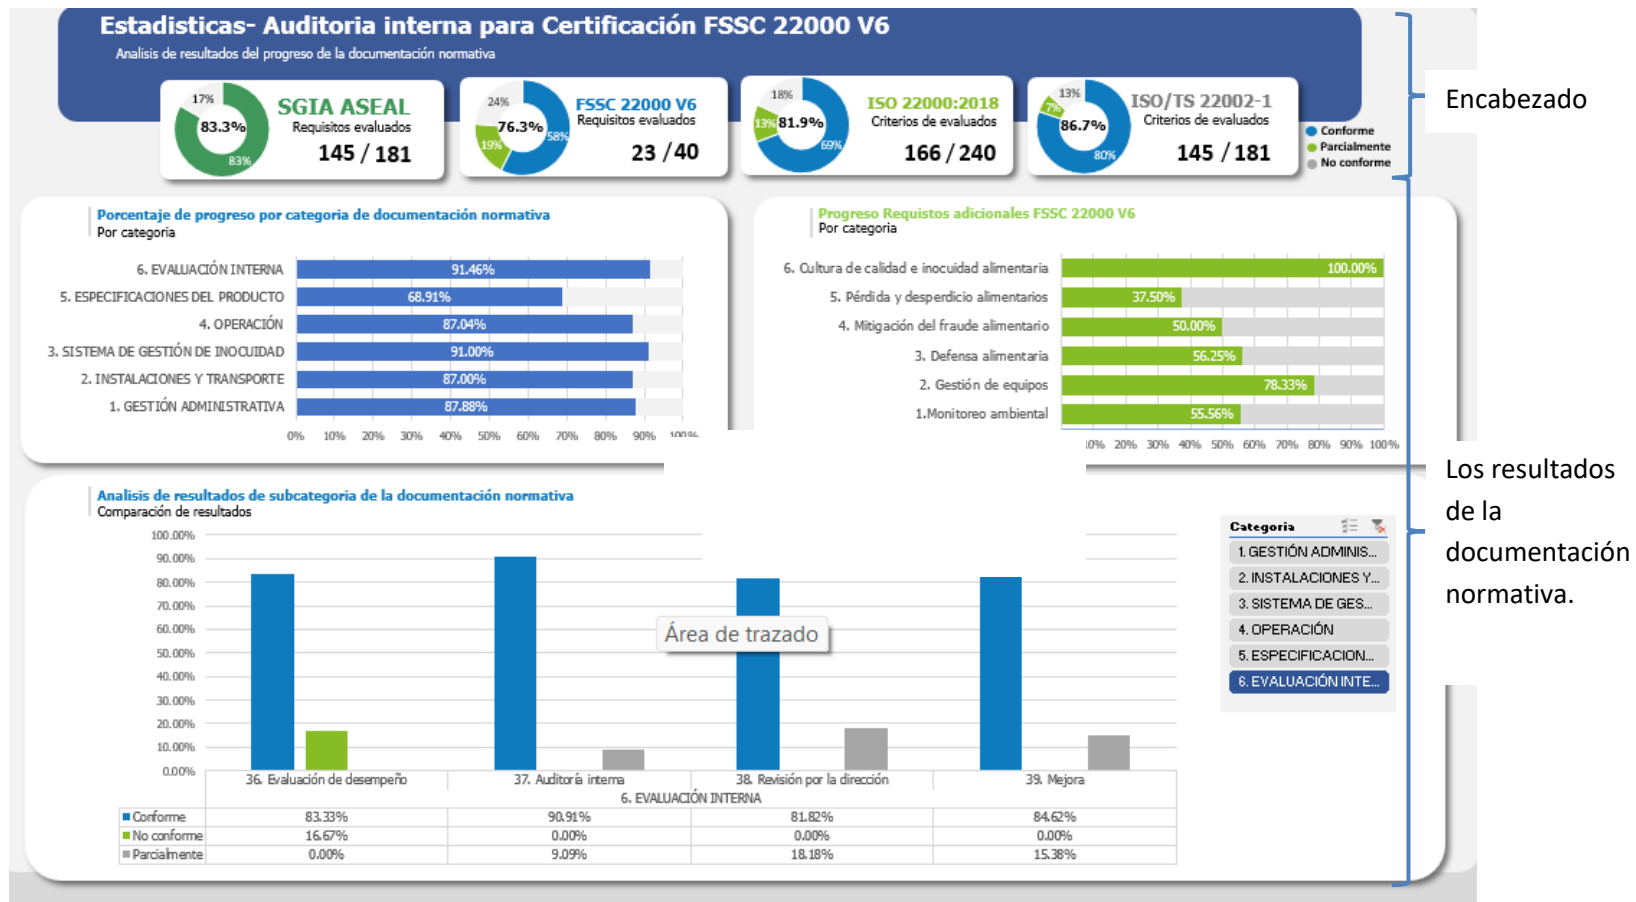 Estadisticas- Auditoria interna para Certificación FSSC 22000 V6
Analisis de resultados del progreso de la documentación normativa
17%
83.3%
83%
SGIA ASEAL
Requisitos evaluados
145 / 181
24%
76.3%
58%
19%
FSSC 22000 V6
Requisitos evaluados
23 / 40
18%
13%
81.9%
69%
ISO 22000:2018
Criterios de evaluados
166 / 240
13%
7%
86.7%
80%
ISO/TS 22002-1
Criterios de evaluados
145 / 181
Conforme
Parcialmente
No conforme
Encabezado
Porcentaje de progreso por categoria de documentación normativa
Por categoria
6. EVALUACIÓN INTERNA 91.46%
5. ESPECIFICACIONES DEL PRODUCTO 68.91%
4. OPERACIÓN 87.04%
3. SISTEMA DE GESTIÓN DE INOCUIDAD 91.00%
2. INSTALACIONES Y TRANSPORTE 87.00%
1. GESTIÓN ADMINISTRATIVA 87.88%
0% 10% 20% 30% 40% 50% 60% 70% 80% 90% 100%
Progreso Requistos adicionales FSSC 22000 V6
Por categoria
6. Cultura de calidad e inocuidad alimentaria 100.00%
5. Pérdida y desperdicio alimentarios 37.50%
4. Mitigación del fraude alimentario 50.00%
3. Defensa alimentaria 56.25%
2. Gestión de equipos 78.33%
1.Monitoreo ambiental 55.56%
10% 20% 30% 40% 50% 60% 70% 80% 90% 100%
Los resultados
de la
documentación
normativa.
Analisis de resultados de subcategoria de la documentación normativa
Comparación de resultados
100.00%
90.00%
80.00%
70.00%
60.00%
50.00%
40.00%
30.00%
20.00%
10.00%
0.00%
Área de trazado
36. Evaluación de desempeño 37. Auditoría interna 38. Revisión por la dirección 39. Mejora
6. EVALUACIÓN INTERNA
Conforme 83.33% 90.91% 81.82% 84.62%
No conforme 16.67% 0.00% 0.00% 0.00%
Parcialmente 0.00% 9.09% 18.18% 15.38%
Categoria
1. GESTIÓN ADMINIS...
2. INSTALACIONES Y...
3. SISTEMA DE GES...
4. OPERACIÓN
5. ESPECIFICACION...
6. EVALUACIÓN INTE...